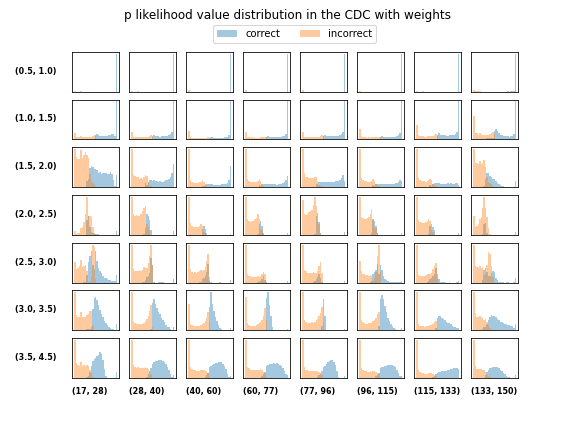 p likelihood value distribution in the CDC with weights
correct incorrect
(0.5, 1.0)
(1.0, 1.5)
(1.5, 2.0)
(2.0, 2.5)
(2.5, 3.0)
(3.0, 3.5)
(3.5, 4.5)
(17, 28) (28, 40) (40, 60) (60, 77) (77, 96) (96, 115) (115, 133) (133, 150)